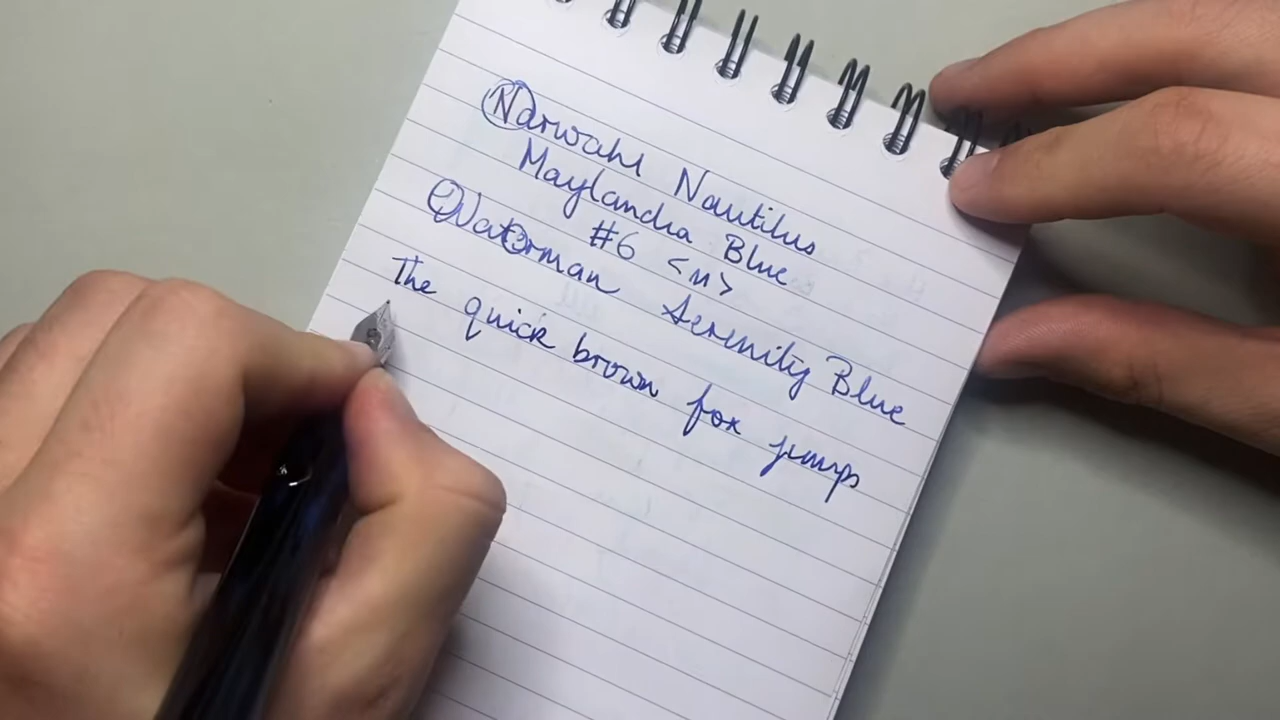 Narwahl Nautilus
Maylandia Blue
#6 <M>
Waterman Serenity Blue
The quick brown fox jumps